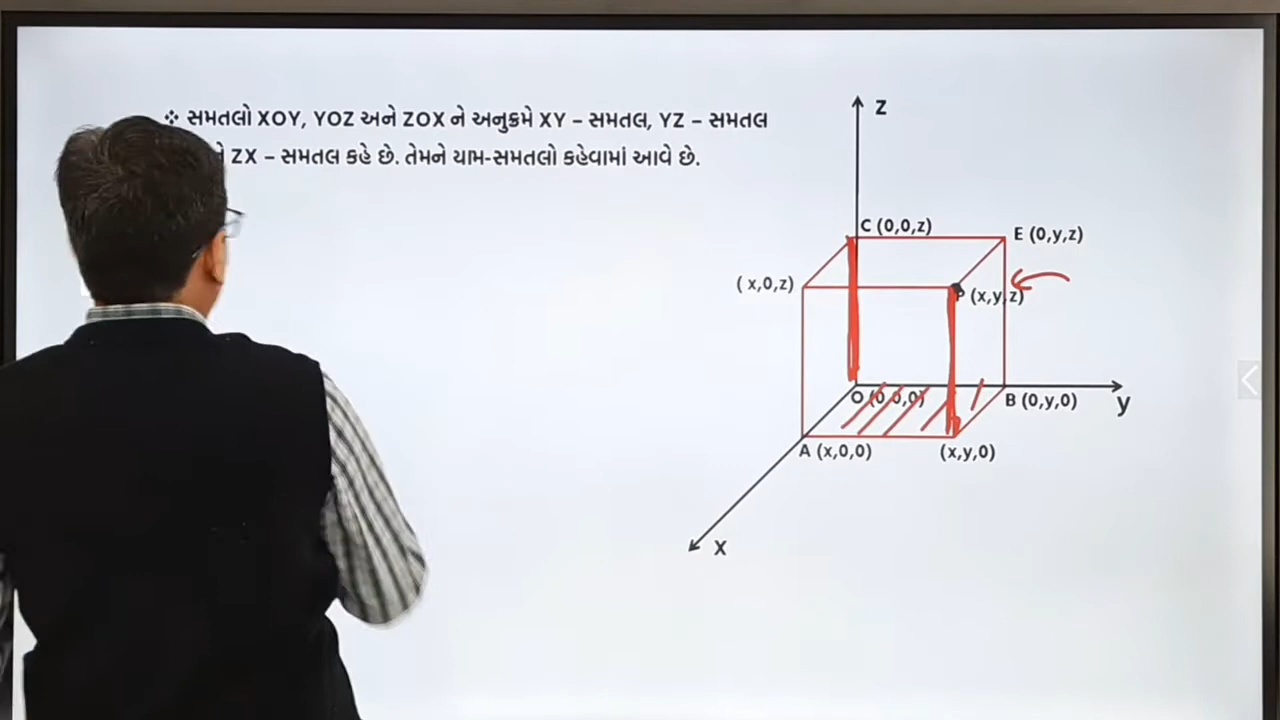 ❖ સમતલો XOY, YOZ અને ZOX ને અનુક્રમે XY – સમતલ, YZ – સમતલ
ZX – સમતલ કહે છે. તેમને યામ-સમતલો કહેવામાં આવે છે.
Z
C (0,0,z)
E (0,y,z)
( x,0,z)
P (x,y,z)
O (0,0,0)
B (0,y,0)
y
A (x,0,0)
(x,y,0)
X